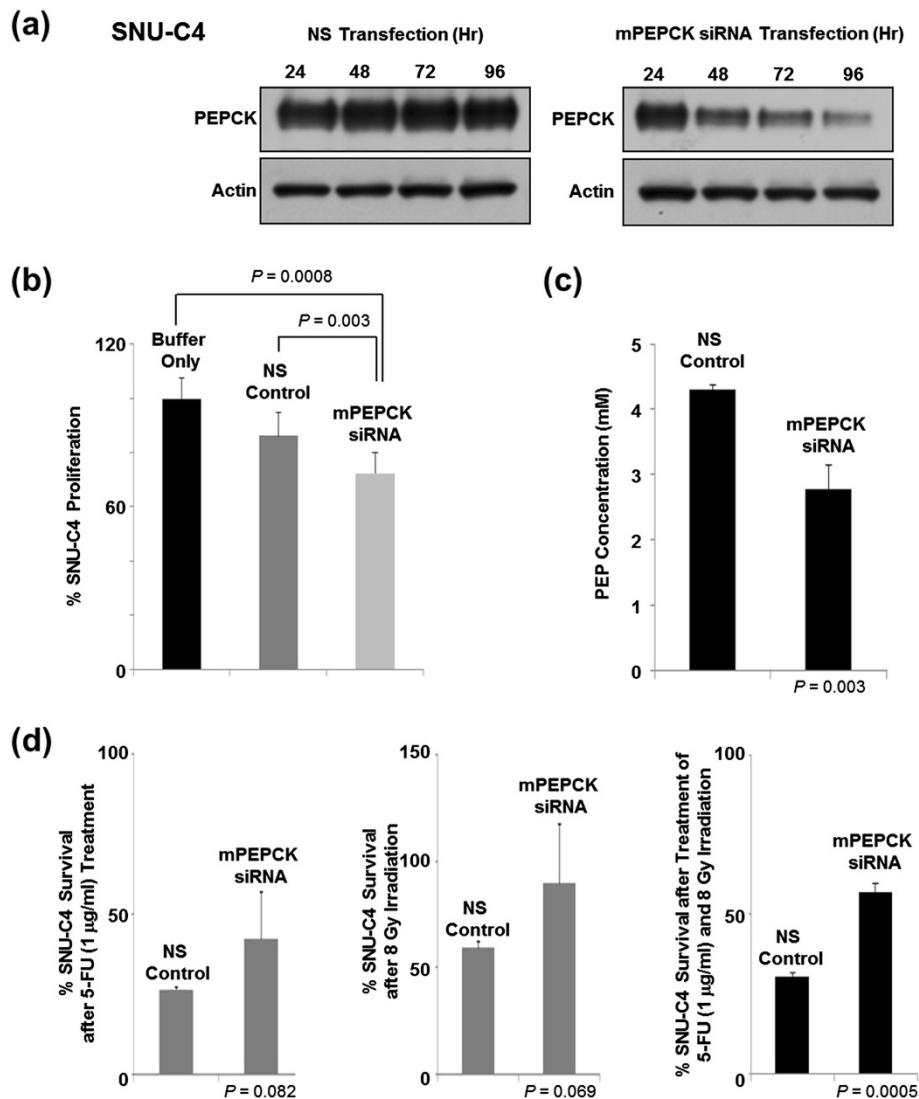 (a)
SNU-C4
NS Transfection (Hr)
24 48 72 96
PEPCK
Actin
mPEPCK siRNA Transfection (Hr)
24 48 72 96
PEPCK
Actin
(b)
P = 0.0008
P = 0.003
Buffer
Only
NS
Control
mPEPCK
siRNA
% SNU-C4 Proliferation
120
60
0
(c)
NS
Control
mPEPCK
siRNA
PEP Concentration (mM)
5
4
3
2
1
0
P = 0.003
(d)
% SNU-C4 Survival
after 5-FU (1 µg/ml) Treatment
100
50
0
NS
Control
mPEPCK
siRNA
P = 0.082
% SNU-C4 Survival
after 8 Gy Irradiation
150
100
50
0
NS
Control
mPEPCK
siRNA
P = 0.069
% SNU-C4 Survival after Treatment of
5-FU (1 µg/ml) and 8 Gy Irradiation
100
50
0
NS
Control
mPEPCK
siRNA
P = 0.0005